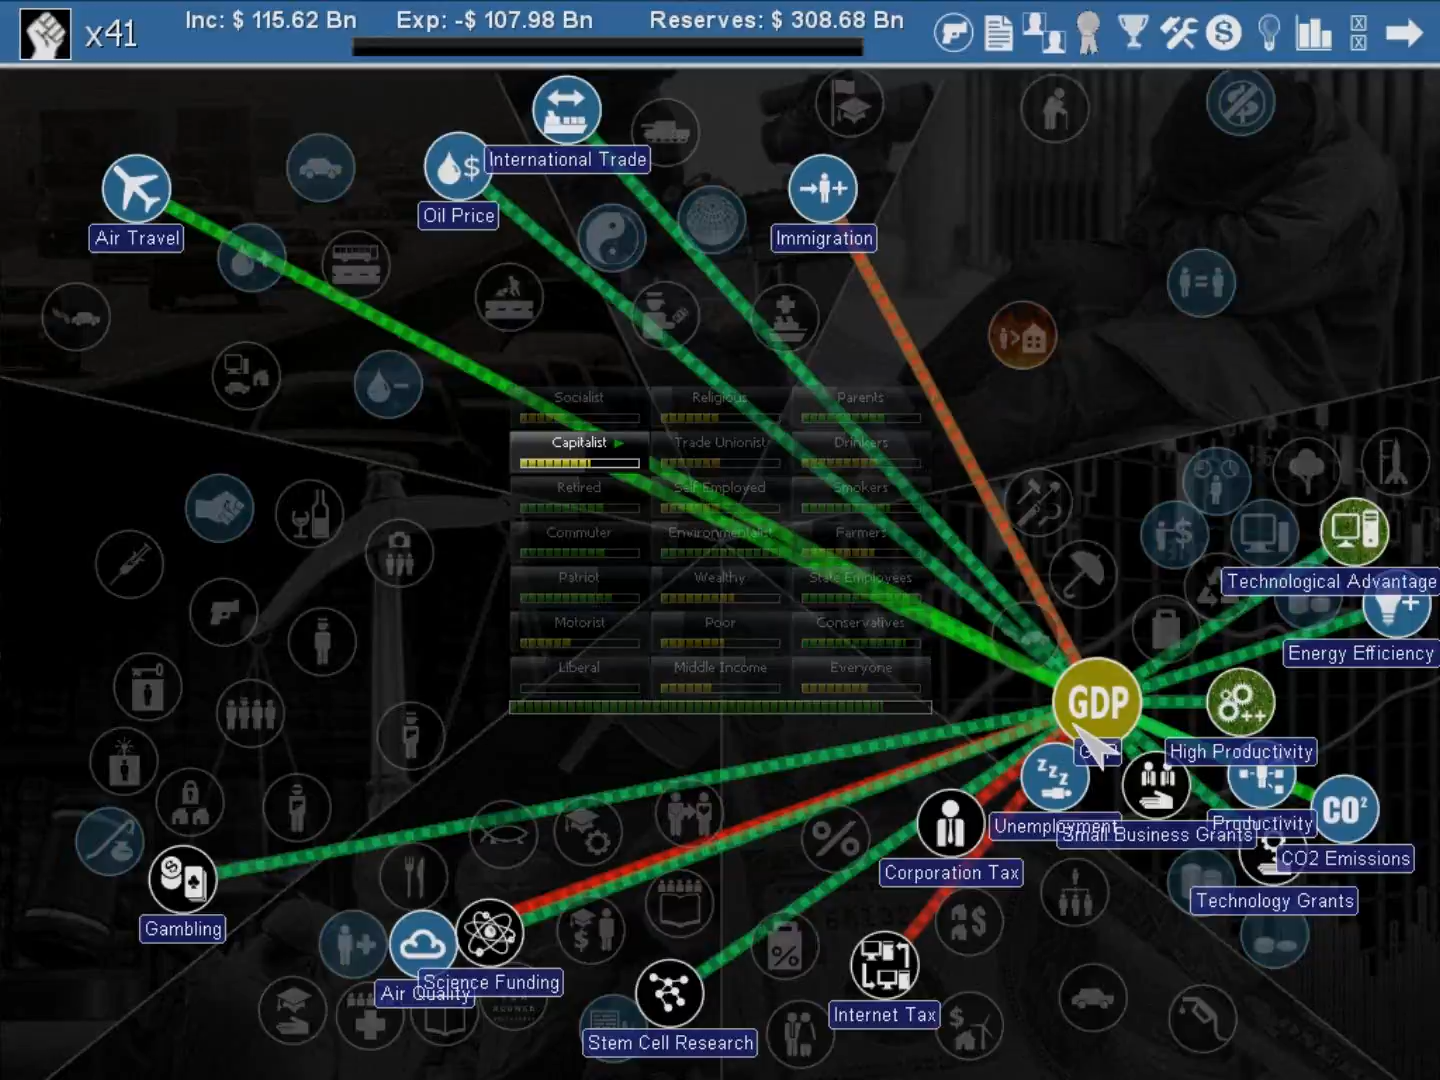 x41
Inc: $ 115.62 Bn
Exp: -$ 107.98 Bn
Reserves: $ 308.68 Bn
International Trade
Oil Price
Air Travel
Immigration
Socialist
Religious
Parents
Capitalist
Trade Unionist
Drinkers
Retired
Self Employed
Smokers
Commuter
Environmentalist
Farmers
Patriot
Wealthy
State Employees
Motorist
Poor
Conservatives
Liberal
Middle Income
Everyone
Technological Advantage
Energy Efficiency
GDP
High Productivity
zzz
Unemployment
Small Business Grants
Productivity
CO²
CO2 Emissions
Corporation Tax
Technology Grants
Gambling
Science Funding
Air Quality
Internet Tax
Stem Cell Research